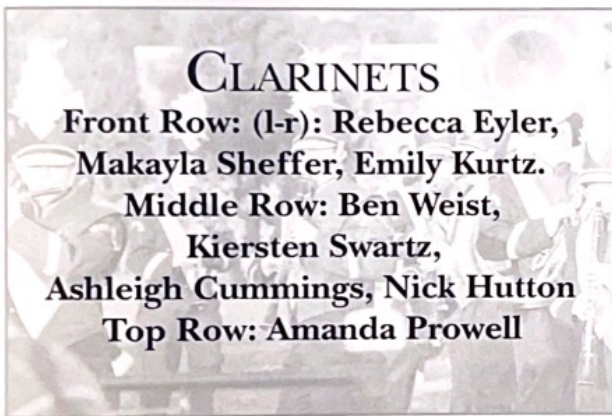 CLARINETS
Front Row: (l-r): Rebecca Eyler,
Makayla Sheffer, Emily Kurtz.
Middle Row: Ben Weist,
Kiersten Swartz,
Ashleigh Cummings, Nick Hutton
Top Row: Amanda Prowell